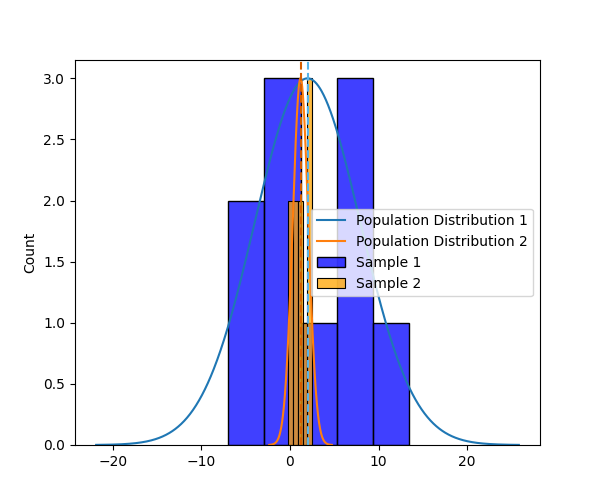 3.0
2.5
2.0
1.5
1.0
0.5
0.0
Count
Population Distribution 1
Population Distribution 2
Sample 1
Sample 2
−20
−10
0
10
20